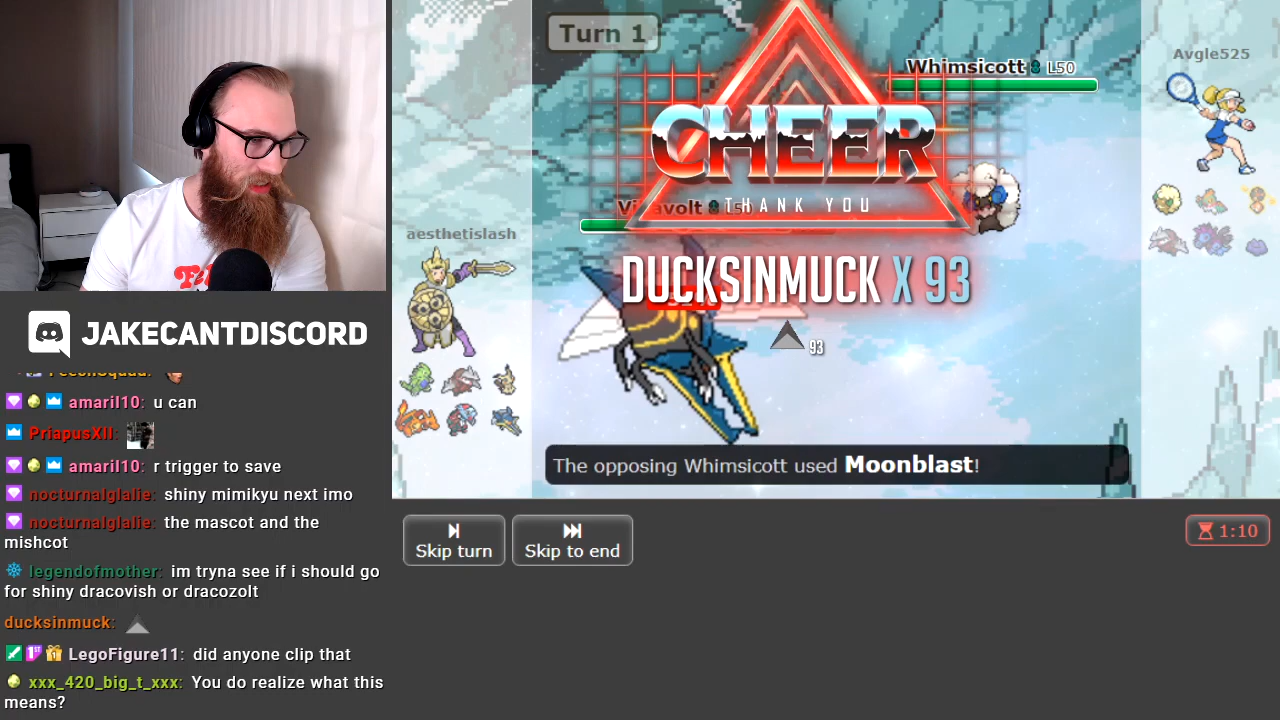 Turn 1
Whimsicott L50
Avgle525
CHEER
THANK YOU
aesthetislash
DUCKSINMUCK X 93
93
The opposing Whimsicott used Moonblast!
Skip turn
Skip to end
1:10
JAKECANTDISCORD
amaril10: u can
PriapusXII:
amaril10: r trigger to save
nocturnalglalie: shiny mimikyu next imo
nocturnalglalie: the mascot and the
mishcot
legendofmother: im tryna see if i should go
for shiny dracovish or dracozolt
ducksinmuck:
LegoFigure11: did anyone clip that
xxx_420_big_t_xxx: You do realize what this
means?